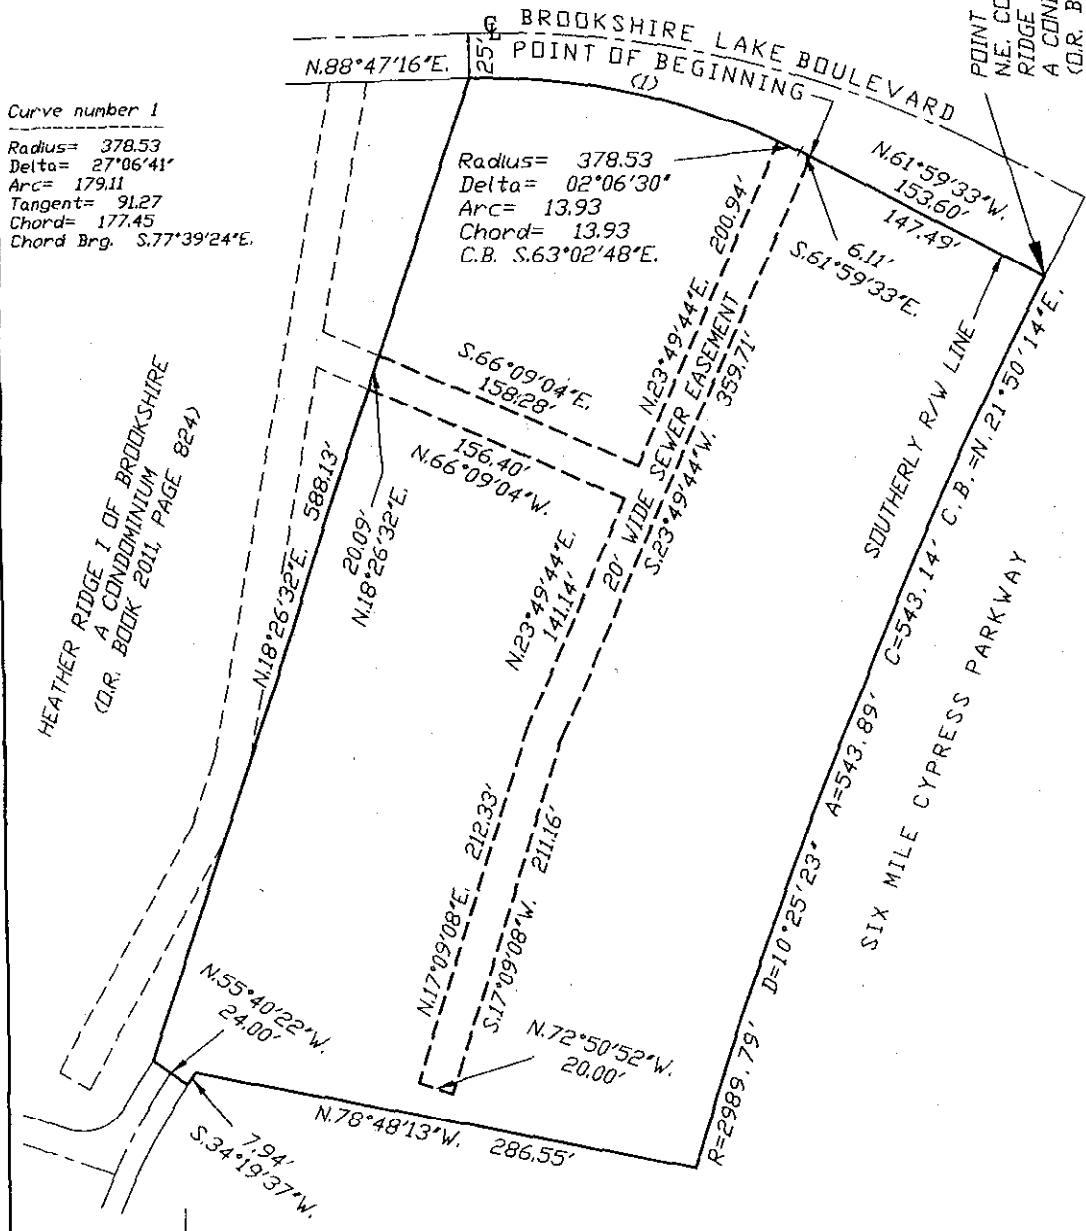 ℄ BROOKSHIRE LAKE BOULEVARD
N.88°47'16"E.
25'
POINT OF BEGINNING
(1)
POINT
N.E. CO
RIDGE
A CON
(O.R. B
Curve number 1
Radius= 378.53
Delta= 27°06'41"
Arc= 179.11
Tangent= 91.27
Chord= 177.45
Chord Brg. S.77°39'24"E.
Radius= 378.53
Delta= 02°06'30"
Arc= 13.93
Chord= 13.93
C.B. S.63°02'48"E.
N.61°59'33"W.
153.60'
147.49'
6.11'
S.61°59'33"E.
N.23°49'44"E. 200.94'
20' WIDE SEWER EASEMENT
S.23°49'44"W. 359.71'
S.66°09'04"E.
158.28'
156.40'
N.66°09'04"W.
SOUTHERLY R/W LINE
HEATHER RIDGE I OF BROOKSHIRE
A CONDOMINIUM
(O.R. BOOK 2011, PAGE 824)
N.18°26'32"E. 588.13'
20.09'
N.18°26'32"E.
N.23°49'44"E.
141.14'
R=2989.79' D=10°25'23" A=543.89' C=543.14' C.B.=N.21°50'14"E.
SIX MILE CYPRESS PARKWAY
N.17°09'08"E. 212.33'
S.17°09'08"W. 211.16'
N.55°40'22"W.
24.00'
N.72°50'52"W.
20.00'
N.78°48'13"W. 286.55'
7.94'
S.34°19'37"W.